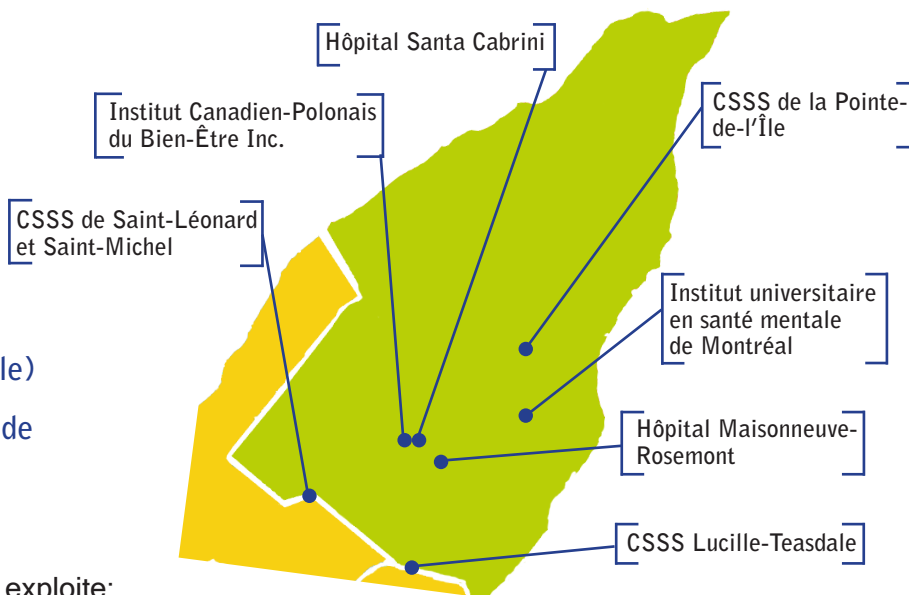 Hôpital Santa Cabrini
Institut Canadien-Polonais
du Bien-Être Inc.
CSSS de la Pointe-
de-l'Île
CSSS de Saint-Léonard
et Saint-Michel
Institut universitaire
en santé mentale
de Montréal
le)
de
Hôpital Maisonneuve-
Rosemont
CSSS Lucille-Teasdale
exploite: